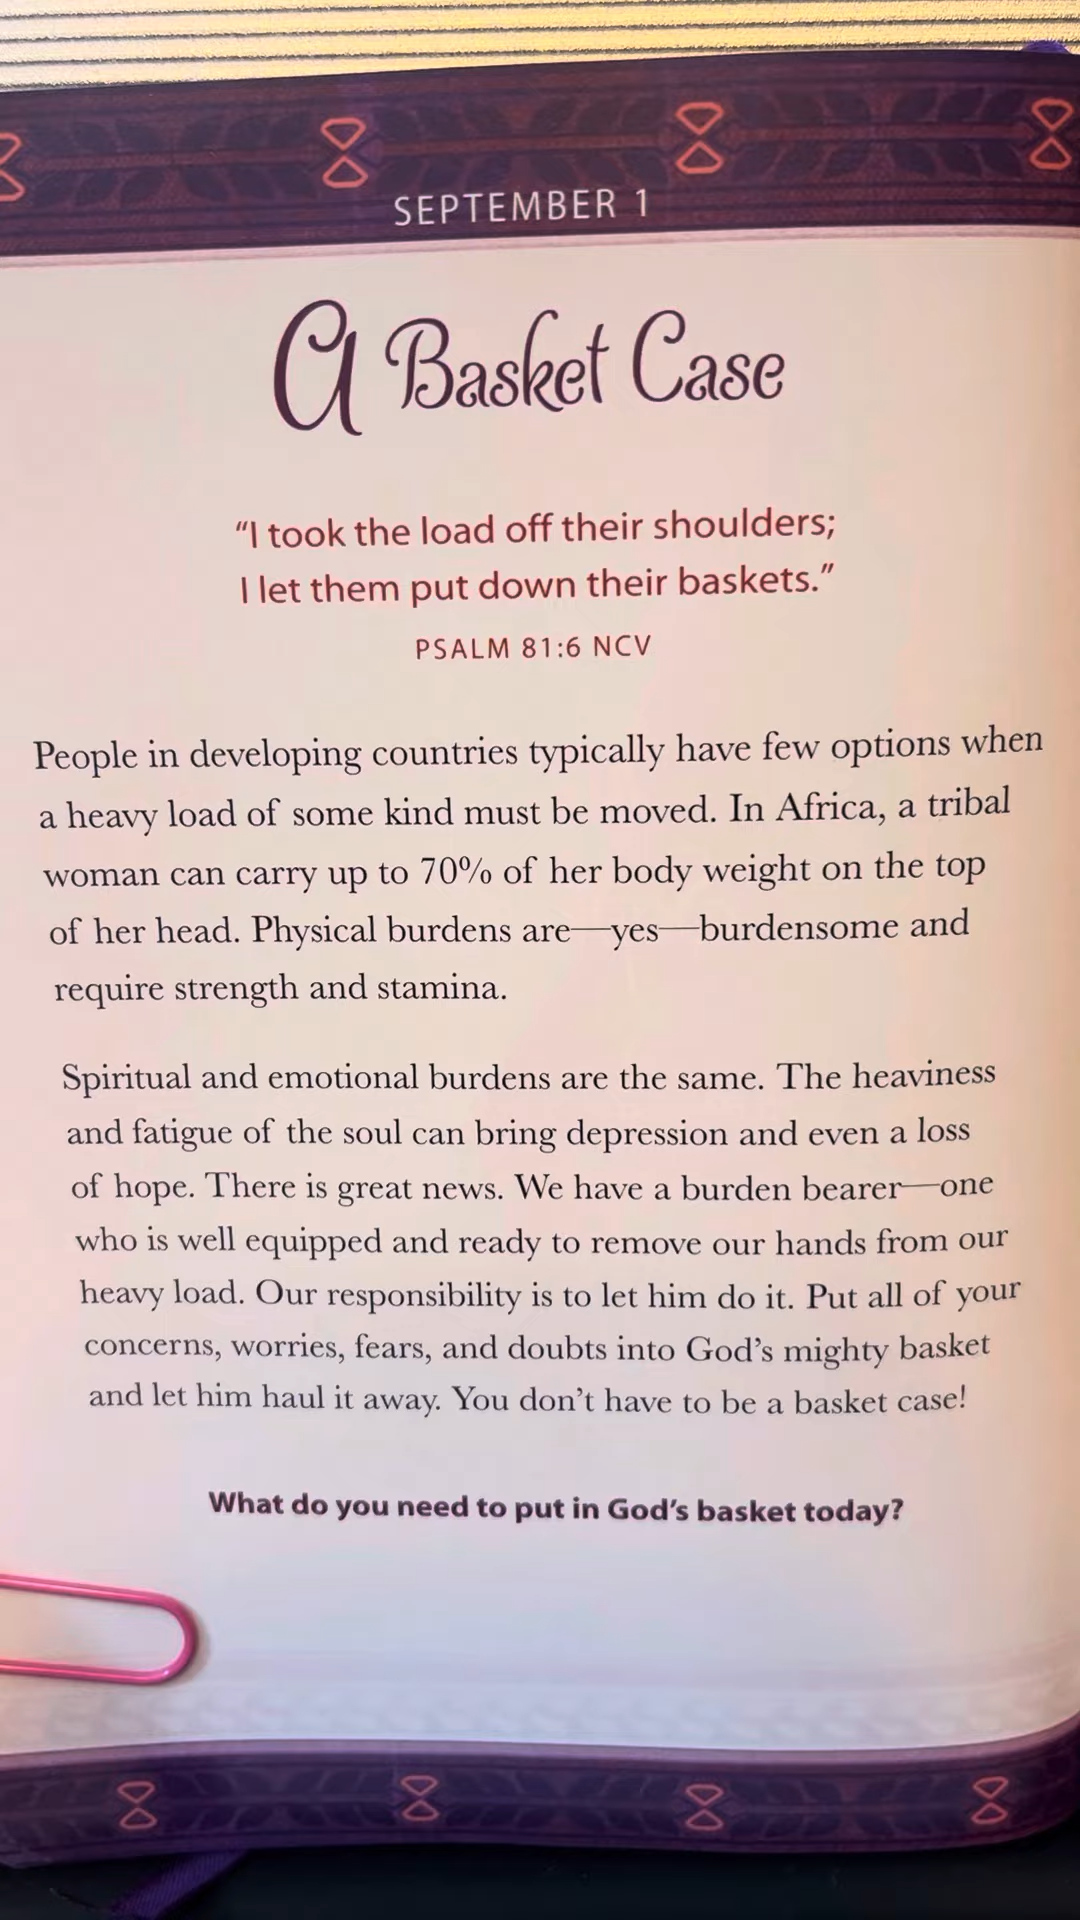 SEPTEMBER 1
A Basket Case
“I took the load off their shoulders;
I let them put down their baskets.”
PSALM 81:6 NCV
People in developing countries typically have few options when
a heavy load of some kind must be moved. In Africa, a tribal
woman can carry up to 70% of her body weight on the top
of her head. Physical burdens are—yes—burdensome and
require strength and stamina.
Spiritual and emotional burdens are the same. The heaviness
and fatigue of the soul can bring depression and even a loss
of hope. There is great news. We have a burden bearer—one
who is well equipped and ready to remove our hands from our
heavy load. Our responsibility is to let him do it. Put all of your
concerns, worries, fears, and doubts into God’s mighty basket
and let him haul it away. You don’t have to be a basket case!
What do you need to put in God’s basket today?